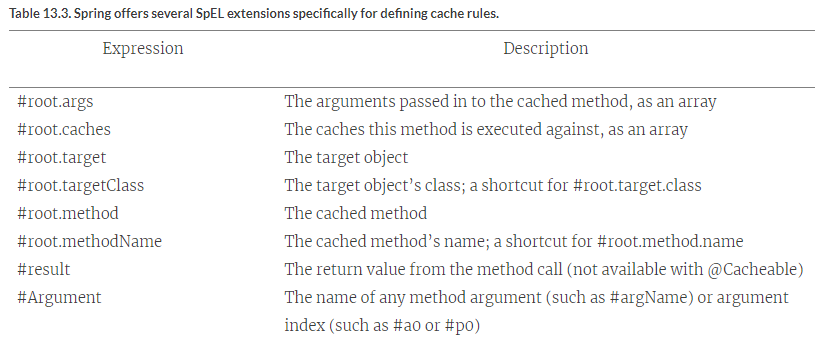 Table 13.3. Spring offers several SpEL extensions specifically for defining cache rules.
Expression Description
#root.args The arguments passed in to the cached method, as an array
#root.caches The caches this method is executed against, as an array
#root.target The target object
#root.targetClass The target object’s class; a shortcut for #root.target.class
#root.method The cached method
#root.methodName The cached method’s name; a shortcut for #root.method.name
#result The return value from the method call (not available with @Cacheable)
#Argument The name of any method argument (such as #argName) or argument
index (such as #a0 or #p0)